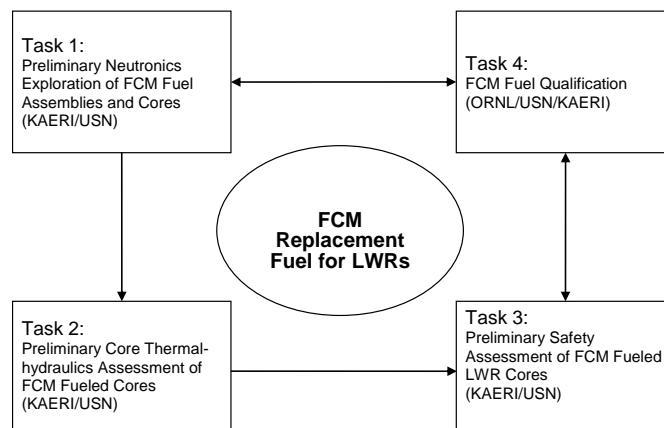 Task 1:
Preliminary Neutronics
Exploration of FCM Fuel
Assemblies and Cores
(KAERI/USN)
Task 4:
FCM Fuel Qualification
(ORNL/USN/KAERI)
FCM
Replacement
Fuel for LWRs
Task 2:
Preliminary Core Thermal-
hydraulics Assessment of
FCM Fueled Cores
(KAERI/USN)
Task 3:
Preliminary Safety
Assessment of FCM Fueled
LWR Cores
(KAERI/USN)